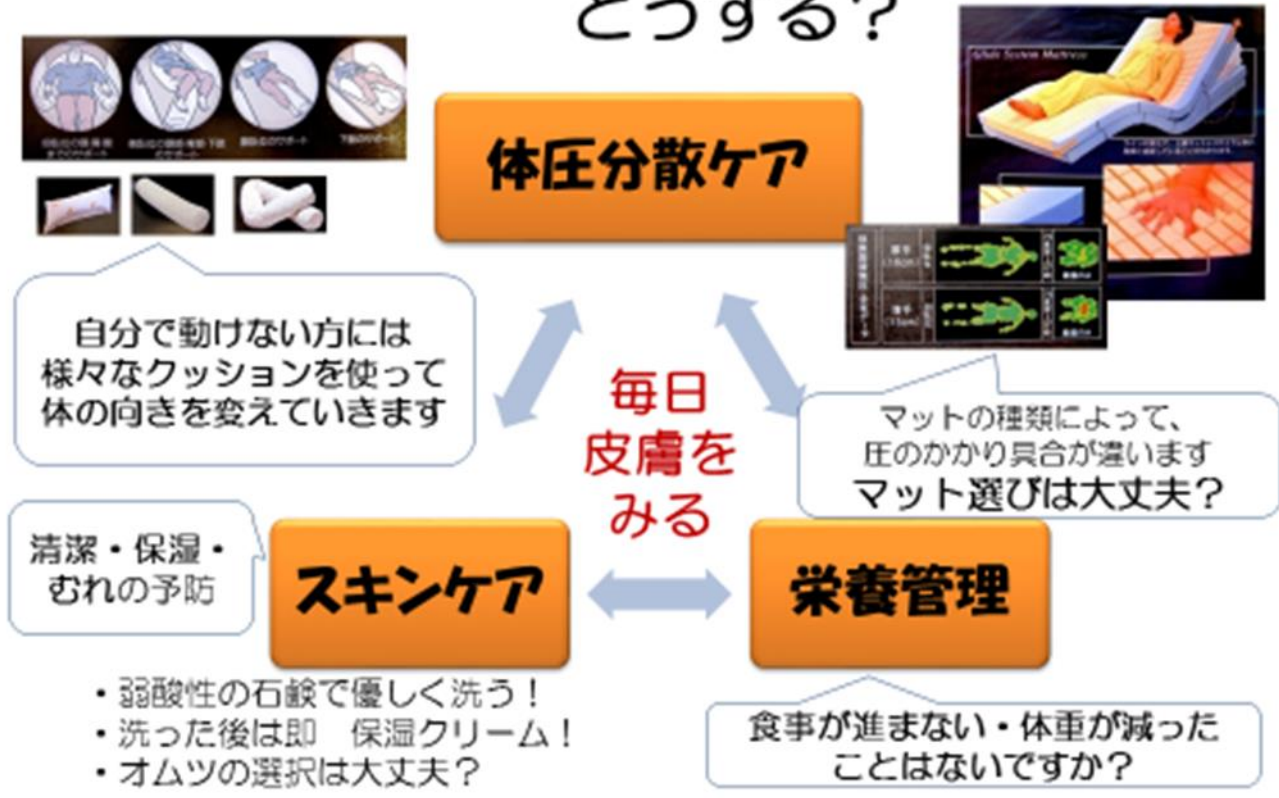 どうする？
体圧分散ケア
Glide System Mattress
自分で動けない方には
様々なクッションを使って
体の向きを変えていきます
毎日
皮膚を
みる
マットの種類によって、
圧のかかり具合が違います
マット選びは大丈夫？
清潔・保湿・
むれの予防
スキンケア
栄養管理
・弱酸性の石鹸で優しく洗う！
・洗った後は即　保湿クリーム！
・オムツの選択は大丈夫？
食事が進まない・体重が減った
ことはないですか？